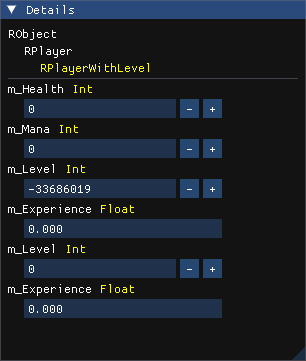 Details
RObject
RPlayer
RPlayerWithLevel
m_Health Int
0 - +
m_Mana Int
0 - +
m_Level Int
-33686019 - +
m_Experience Float
0.000
m_Level Int
0 - +
m_Experience Float
0.000